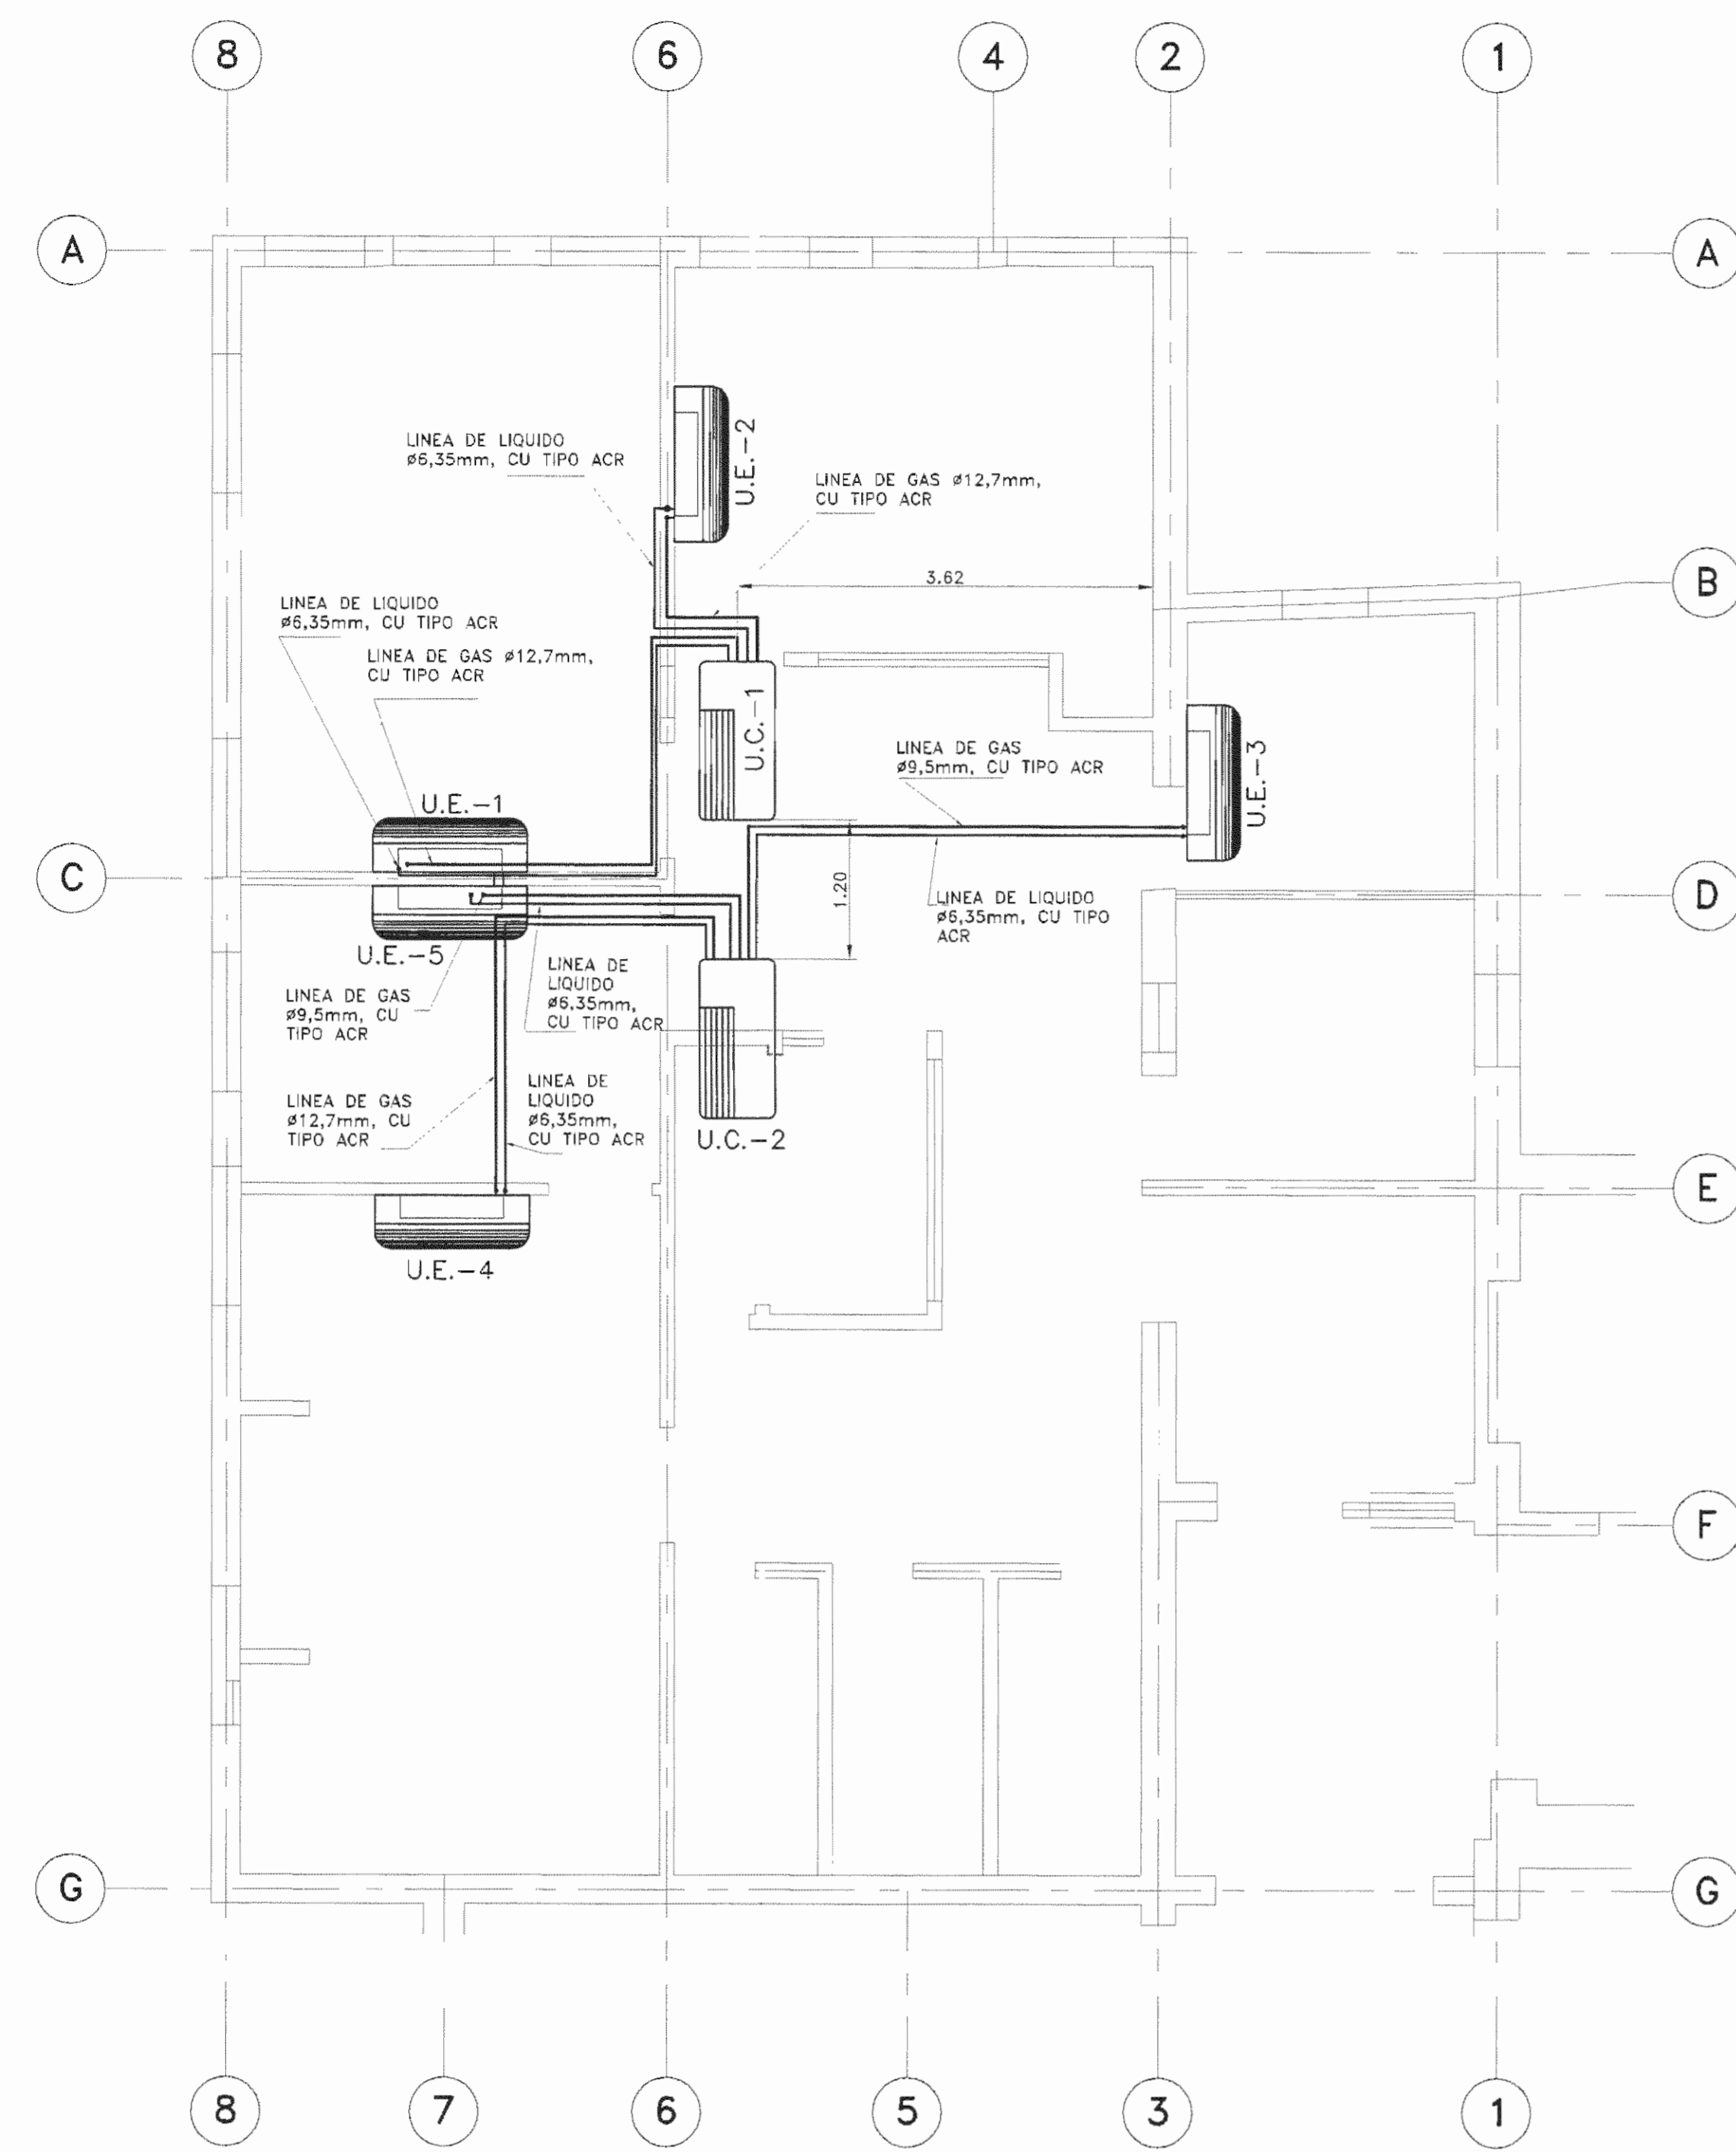 8
6
4
2
1
A
A
LINEA DE LIQUIDO
ø6,35mm, CU TIPO ACR
U.E.-2
LINEA DE GAS ø12,7mm,
CU TIPO ACR
3.62
B
LINEA DE LIQUIDO
ø6,35mm, CU TIPO ACR
LINEA DE GAS ø12,7mm,
CU TIPO ACR
U.C.-1
LINEA DE GAS
ø9,5mm, CU TIPO ACR
U.E.-3
U.E.-1
C
1.20
LINEA DE LIQUIDO
ø6,35mm, CU TIPO
ACR
D
U.E.-5
LINEA DE GAS
ø9,5mm, CU
TIPO ACR
LINEA DE
LIQUIDO
ø6,35mm,
CU TIPO ACR
LINEA DE GAS
ø12,7mm, CU
TIPO ACR
LINEA DE
LIQUIDO
ø6,35mm,
CU TIPO ACR
U.C.-2
E
U.E.-4
F
G
G
8
7
6
5
3
1